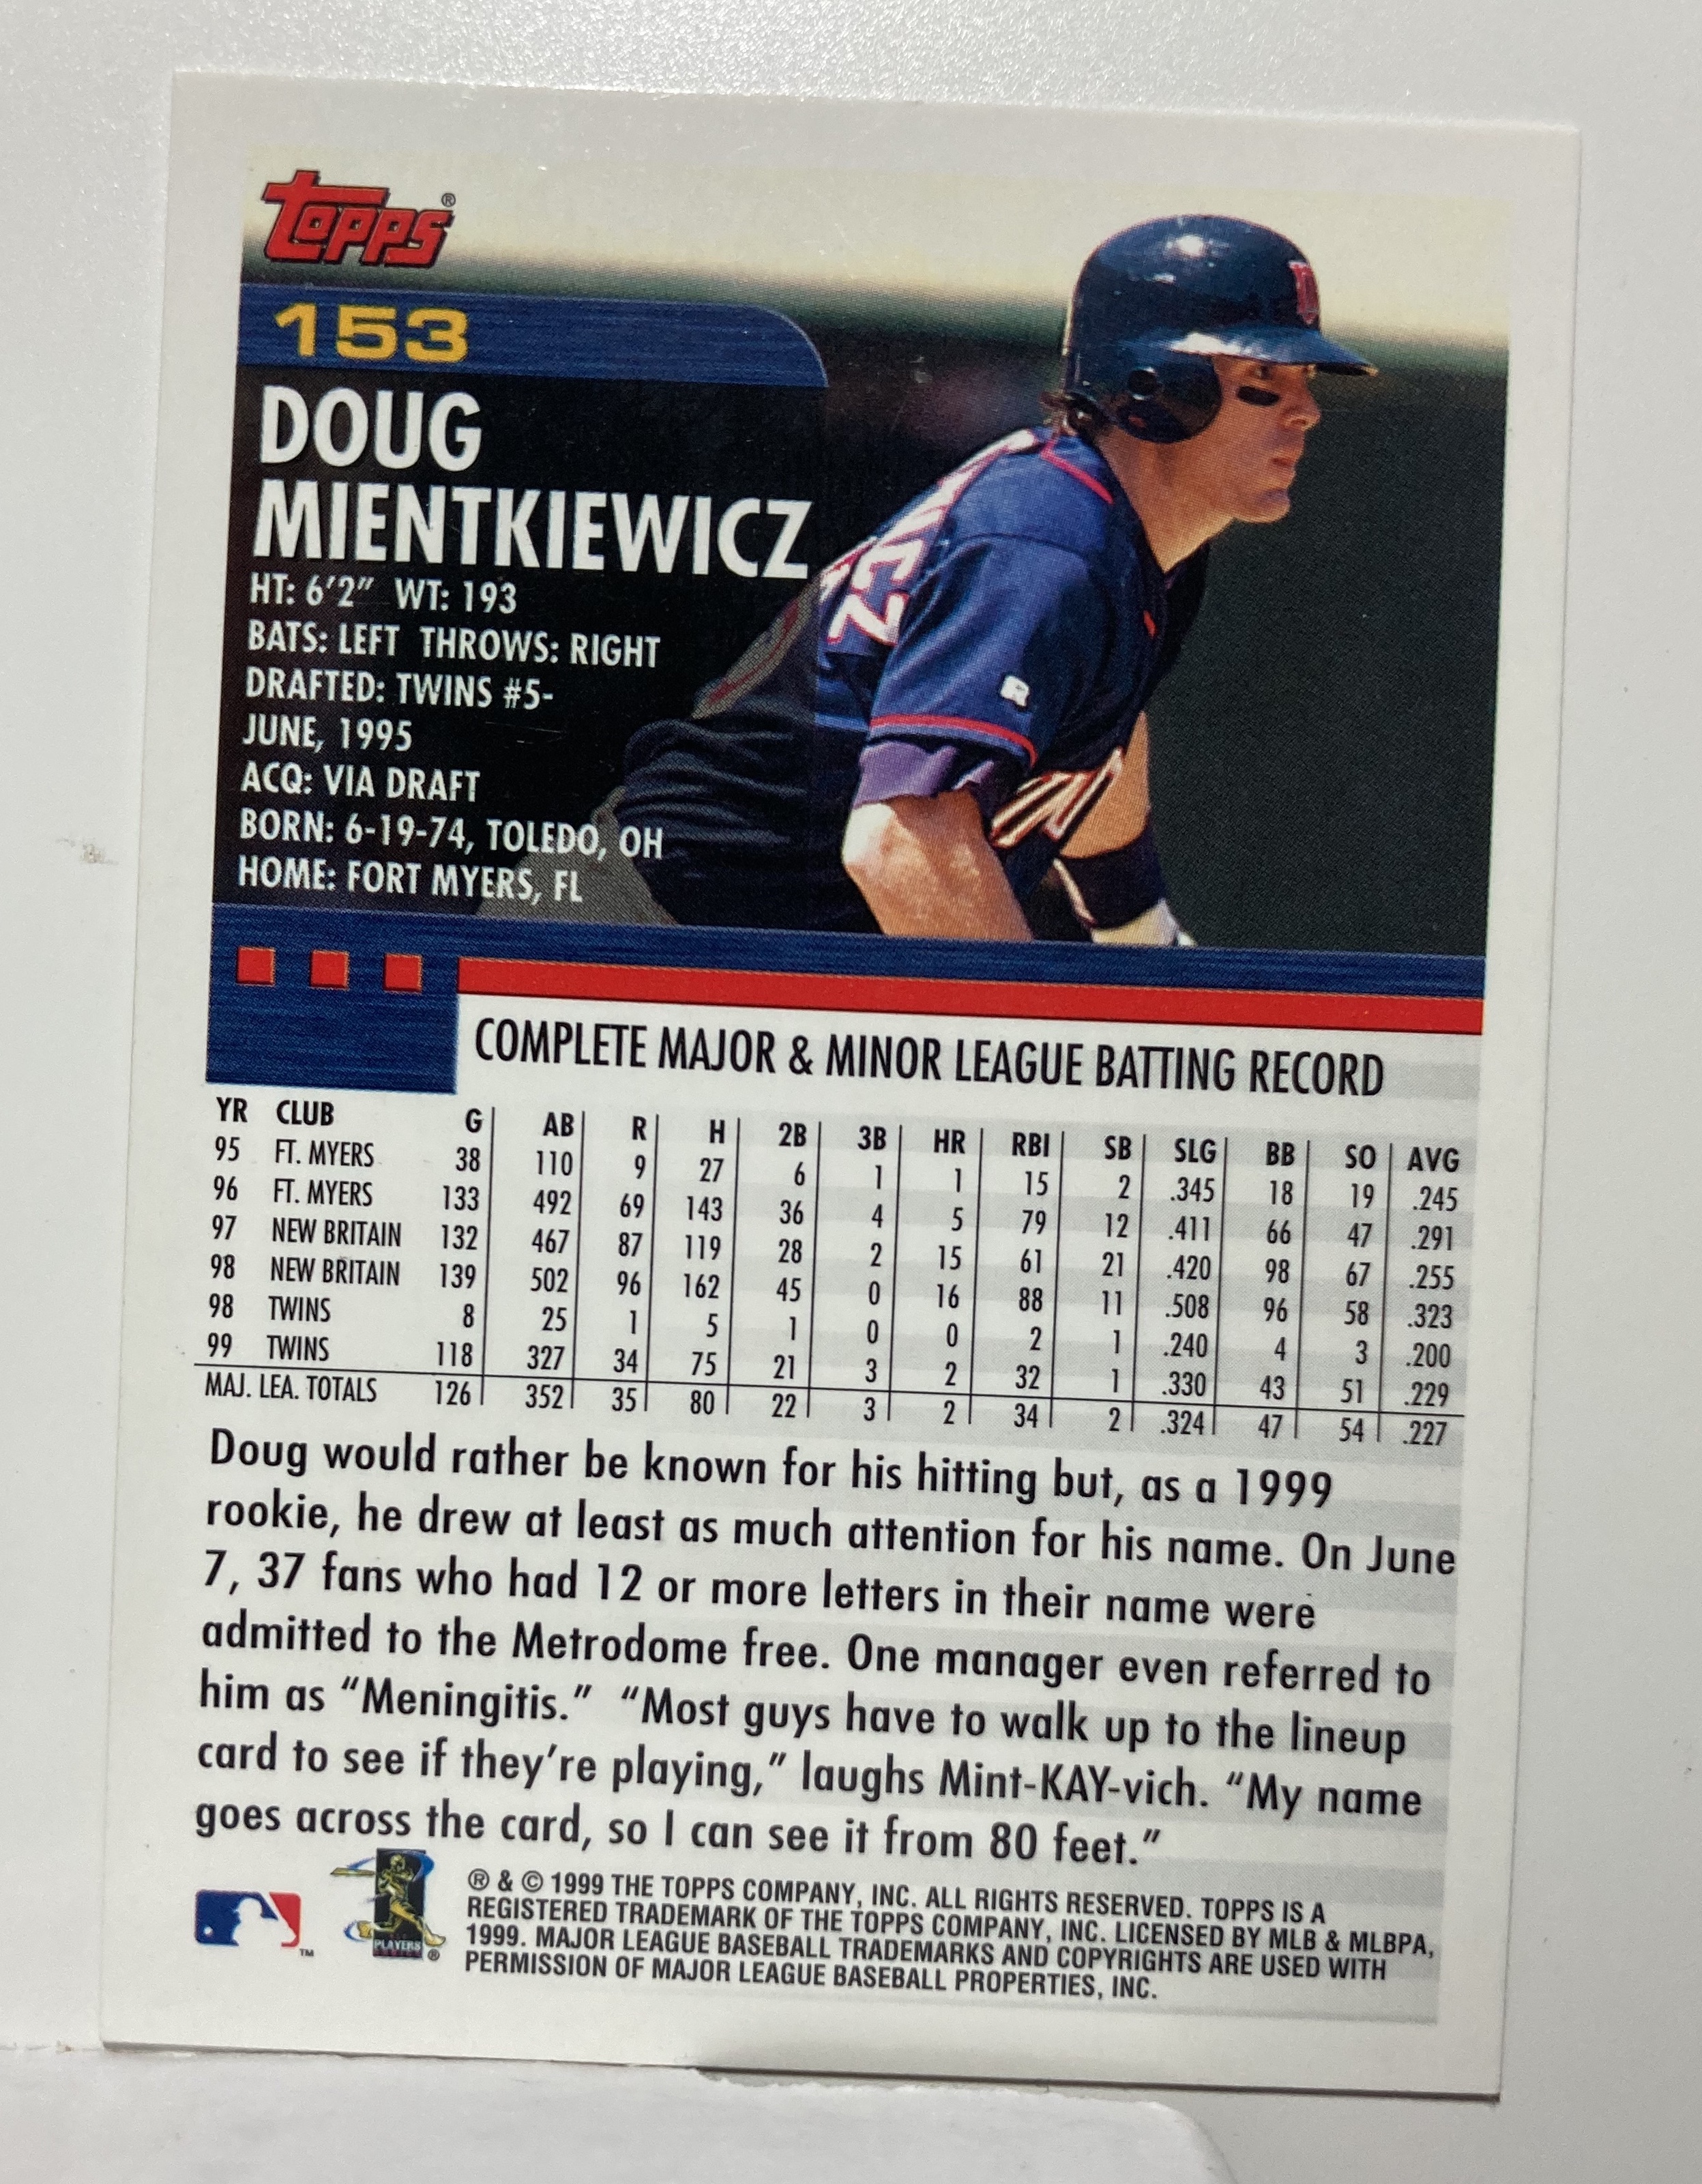 Topps®
153
DOUG
MIENTKIEWICZ
HT: 6'2" WT: 193
BATS: LEFT THROWS: RIGHT
DRAFTED: TWINS #5-
JUNE, 1995
ACQ: VIA DRAFT
BORN: 6-19-74, TOLEDO, OH
HOME: FORT MYERS, FL
COMPLETE MAJOR & MINOR LEAGUE BATTING RECORD
YR CLUB G AB R H 2B 3B HR RBI SB SLG BB SO AVG
95 FT. MYERS 38 110 9 27 6 1 1 15 2 .345 18 19 .245
96 FT. MYERS 133 492 69 143 36 4 5 79 12 .411 66 47 .291
97 NEW BRITAIN 132 467 87 119 28 2 15 61 21 .420 98 67 .255
98 NEW BRITAIN 139 502 96 162 45 0 16 88 11 .508 96 58 .323
98 TWINS 8 25 1 5 1 0 0 2 1 .240 4 3 .200
99 TWINS 118 327 34 75 21 3 2 32 1 .330 43 51 .229
MAJ. LEA. TOTALS 126 352 35 80 22 3 2 34 2 .324 47 54 .227
Doug would rather be known for his hitting but, as a 1999
rookie, he drew at least as much attention for his name. On June
7, 37 fans who had 12 or more letters in their name were
admitted to the Metrodome free. One manager even referred to
him as "Meningitis." "Most guys have to walk up to the lineup
card to see if they're playing," laughs Mint-KAY-vich. "My name
goes across the card, so I can see it from 80 feet."
PLAYERS
®
TM
® & © 1999 THE TOPPS COMPANY, INC. ALL RIGHTS RESERVED. TOPPS IS A
REGISTERED TRADEMARK OF THE TOPPS COMPANY, INC. LICENSED BY MLB & MLBPA,
1999. MAJOR LEAGUE BASEBALL TRADEMARKS AND COPYRIGHTS ARE USED WITH
PERMISSION OF MAJOR LEAGUE BASEBALL PROPERTIES, INC.